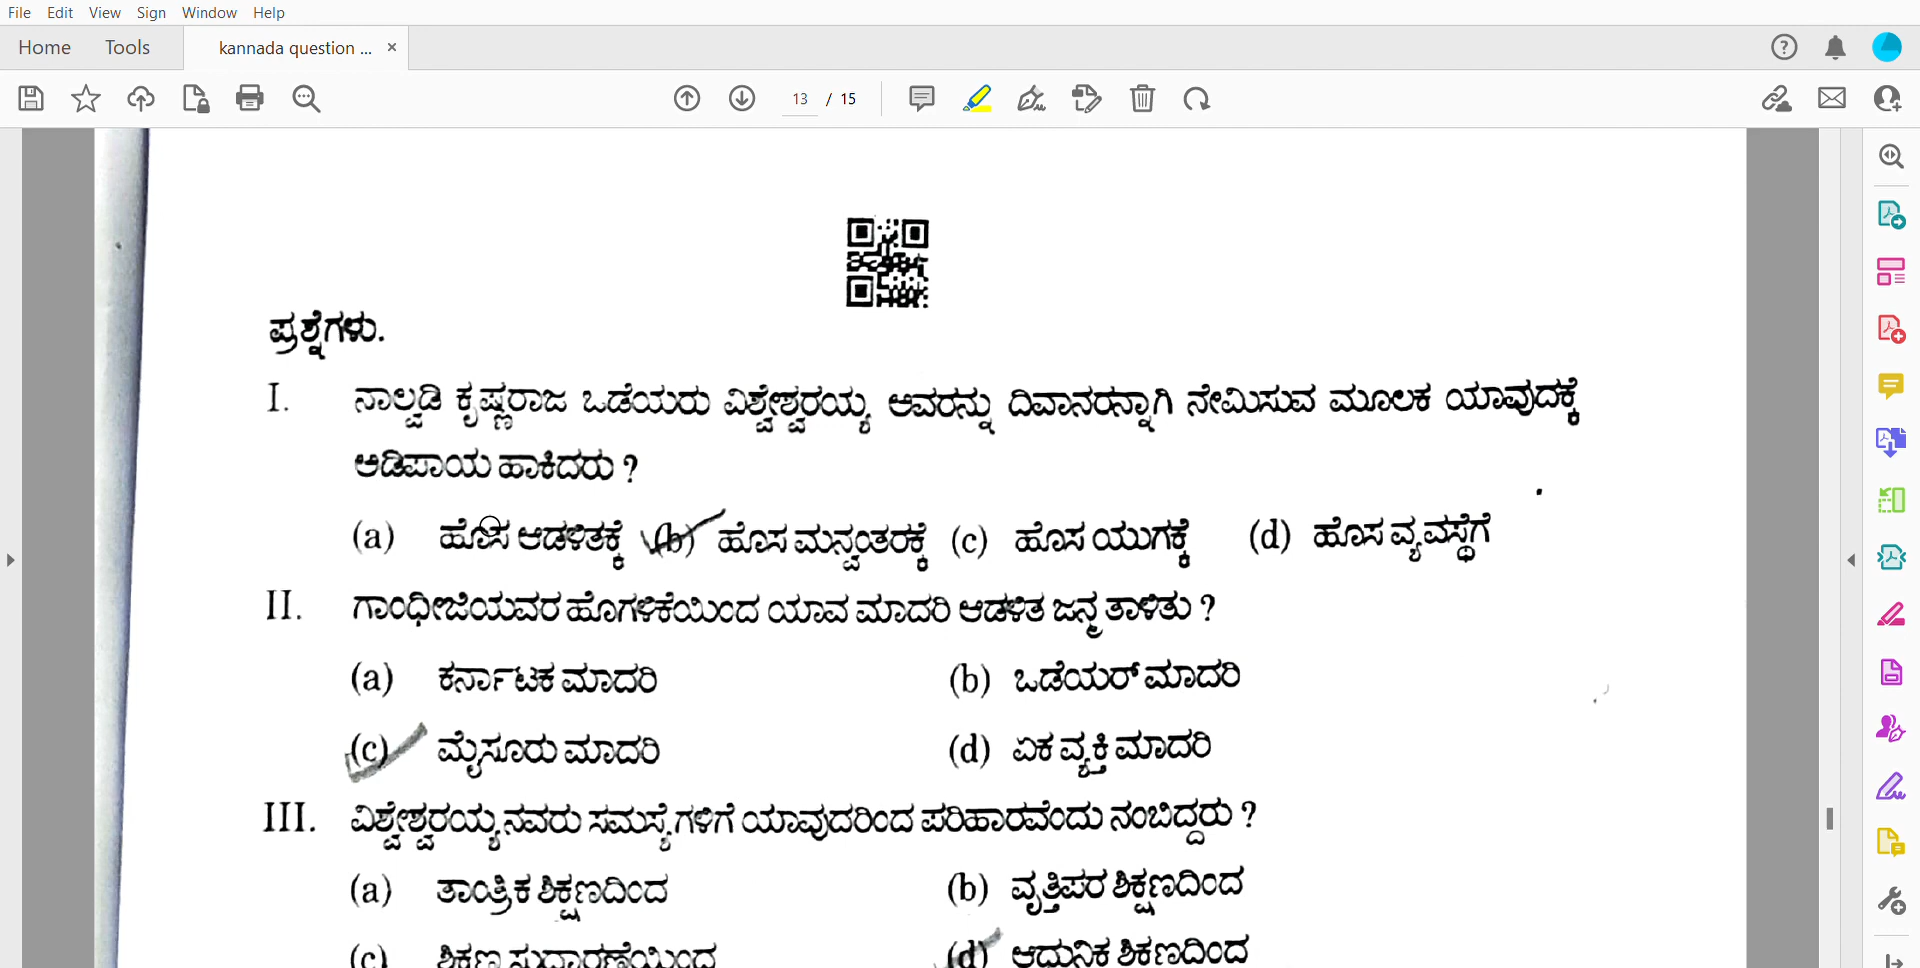 File Edit View Sign Window Help
Home Tools kannada question ... ×
13 / 15
ಪ್ರಶ್ನೆಗಳು.
I. ನಾಲ್ವಡಿ ಕೃಷ್ಣರಾಜ ಒಡೆಯರು ವಿಶ್ವೇಶ್ವರಯ್ಯ ಅವರನ್ನು ದಿವಾನರನ್ನಾಗಿ ನೇಮಿಸುವ ಮೂಲಕ ಯಾವುದಕ್ಕೆ
ಅಡಿಪಾಯ ಹಾಕಿದರು ?
(a) ಹೊಸ ಆಡಳಿತಕ್ಕೆ (b) ಹೊಸ ಮನ್ವಂತರಕ್ಕೆ (c) ಹೊಸ ಯುಗಕ್ಕೆ (d) ಹೊಸ ವ್ಯವಸ್ಥೆಗೆ
II. ಗಾಂಧೀಜಿಯವರ ಹೊಗಳಿಕೆಯಿಂದ ಯಾವ ಮಾದರಿ ಆಡಳಿತ ಜನ್ಮ ತಾಳಿತು ?
(a) ಕರ್ನಾಟಕ ಮಾದರಿ (b) ಒಡೆಯರ್ ಮಾದರಿ
(c) ಮೈಸೂರು ಮಾದರಿ (d) ಏಕ ವ್ಯಕ್ತಿ ಮಾದರಿ
III. ವಿಶ್ವೇಶ್ವರಯ್ಯನವರು ಸಮಸ್ಯೆಗಳಿಗೆ ಯಾವುದರಿಂದ ಪರಿಹಾರವೆಂದು ನಂಬಿದ್ದರು ?
(a) ತಾಂತ್ರಿಕ ಶಿಕ್ಷಣದಿಂದ (b) ವೃತ್ತಿಪರ ಶಿಕ್ಷಣದಿಂದ
(c) ಶಿಕ್ಷಣ ಸುಧಾರಣೆಯಿಂದ (d) ಆಧುನಿಕ ಶಿಕ್ಷಣದಿಂದ